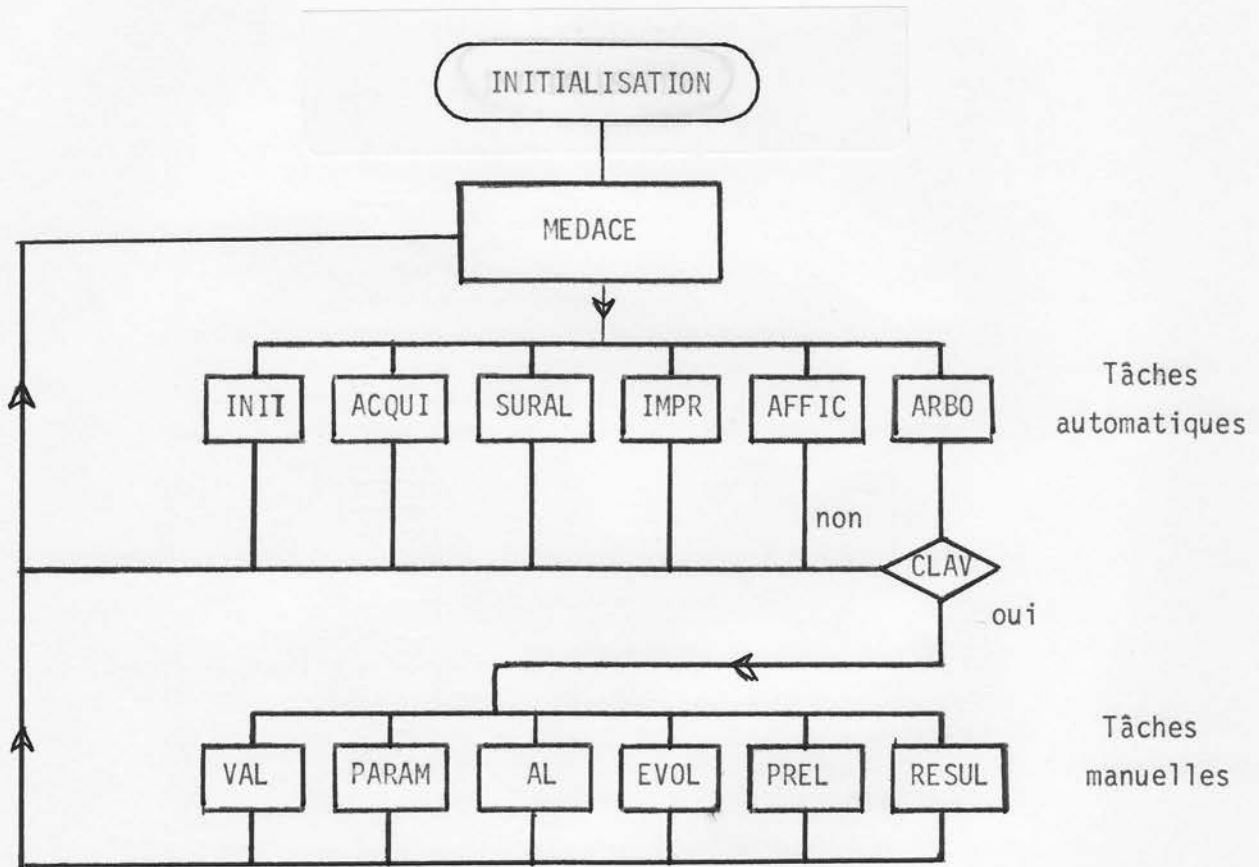 INITIALISATION
MEDACE
INIT ACQUI SURAL IMPR AFFIC ARBO
Tâches
automatiques
non
CLAV
oui
VAL PARAM AL EVOL PREL RESUL
Tâches
manuelles